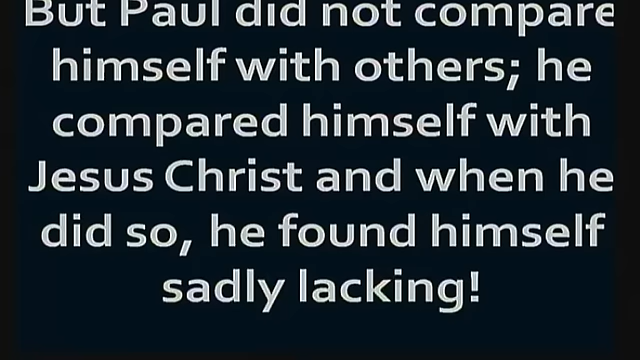 But Paul did not compare
himself with others; he
compared himself with
Jesus Christ and when he
did so, he found himself
sadly lacking!